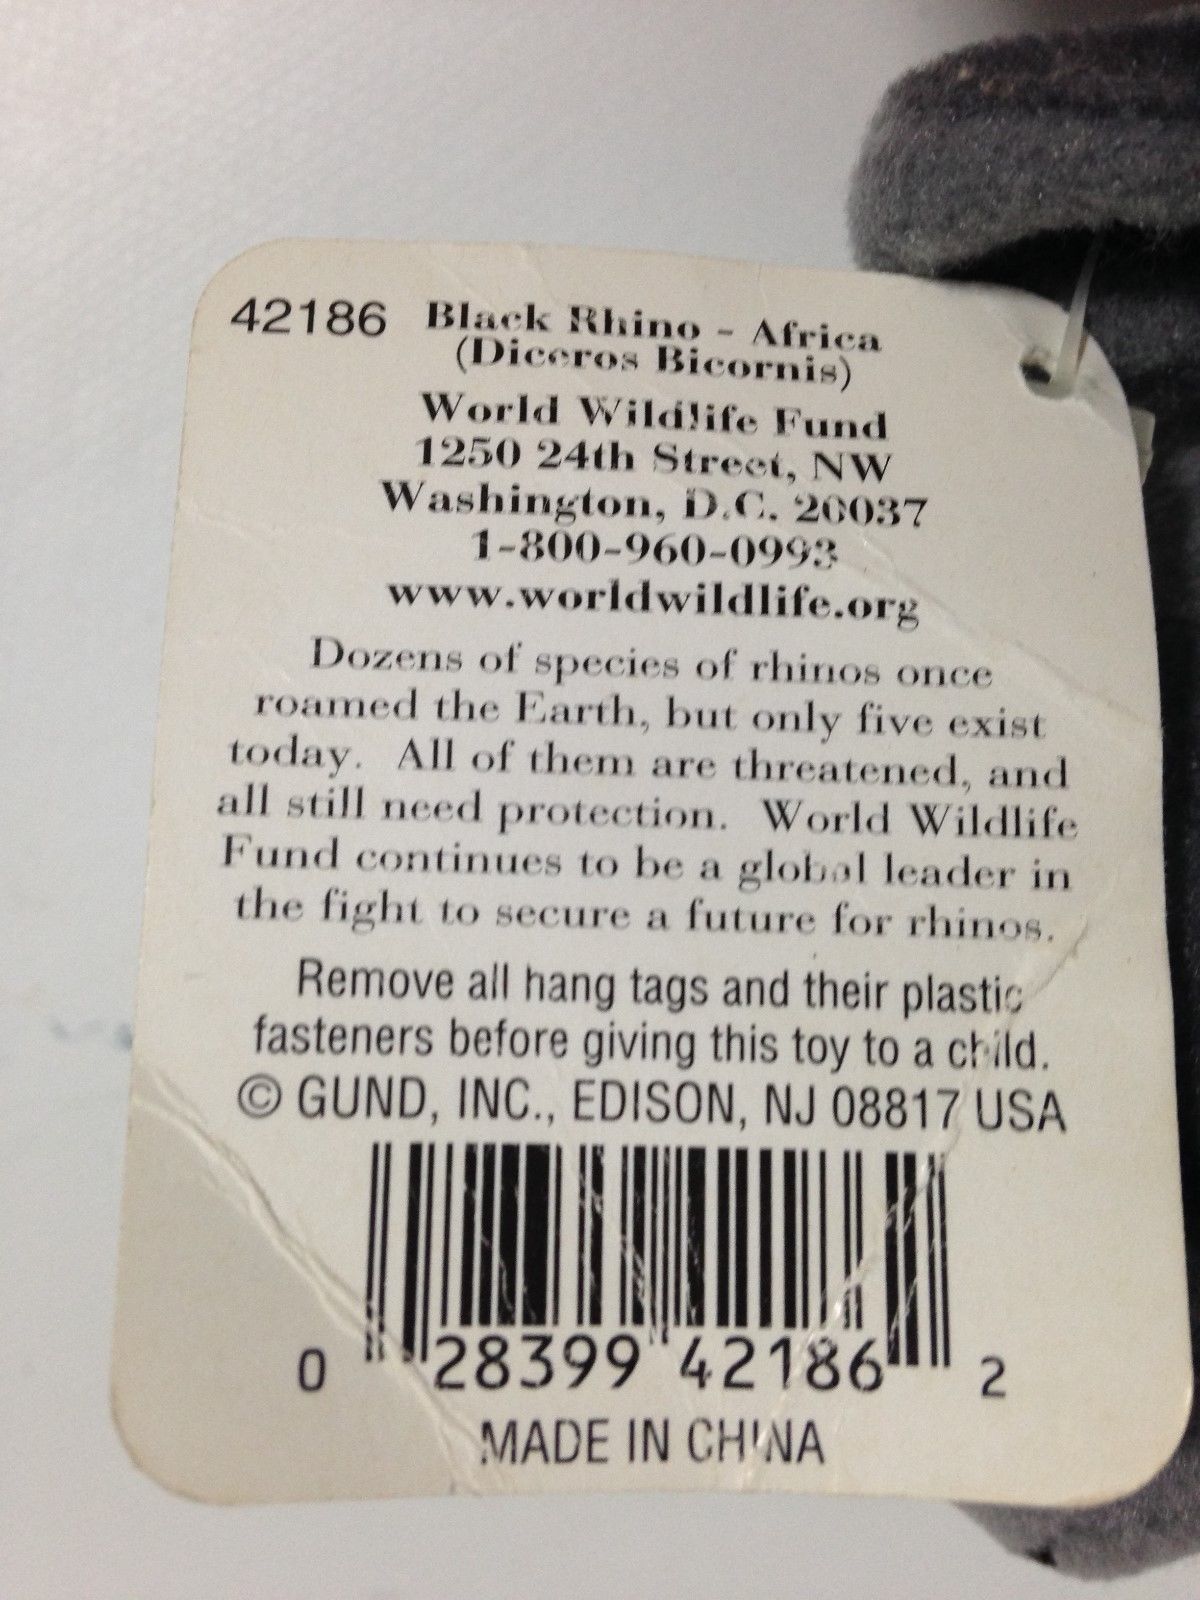 42186 Black Rhino - Africa
(Diceros Bicornis)
World Wildlife Fund
1250 24th Street, NW
Washington, D.C. 20037
1-800-960-0993
www.worldwildlife.org
Dozens of species of rhinos once
roamed the Earth, but only five exist
today. All of them are threatened, and
all still need protection. World Wildlife
Fund continues to be a global leader in
the fight to secure a future for rhinos.
Remove all hang tags and their plastic
fasteners before giving this toy to a child.
© GUND, INC., EDISON, NJ 08817 USA
0 28399 42186 2
MADE IN CHINA